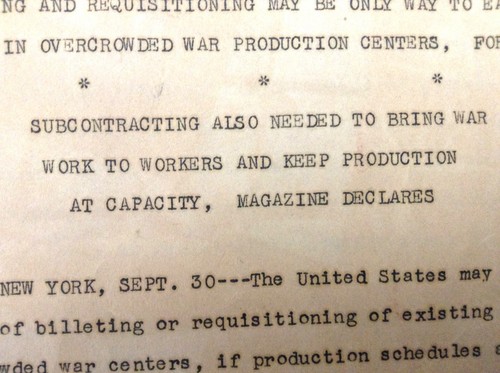 AND REQUISITIONING MAY BE ONLY WAY TO
IN OVERCROWDED WAR PRODUCTION CENTERS,
* * *
SUBCONTRACTING ALSO NEEDED TO BRING WAR
WORK TO WORKERS AND KEEP PRODUCTION
AT CAPACITY, MAGAZINE DECLARES
NEW YORK, SEPT. 30---The United States may
of billeting or requisitioning of existing
war centers, if production schedules